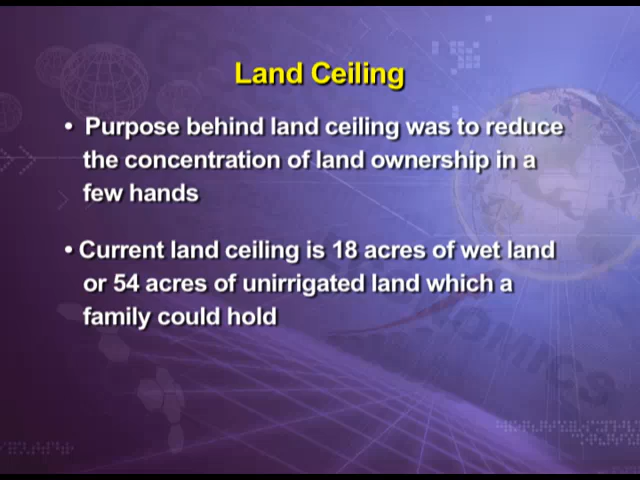 Land Ceiling
• Purpose behind land ceiling was to reduce
the concentration of land ownership in a
few hands
• Current land ceiling is 18 acres of wet land
or 54 acres of unirrigated land which a
family could hold